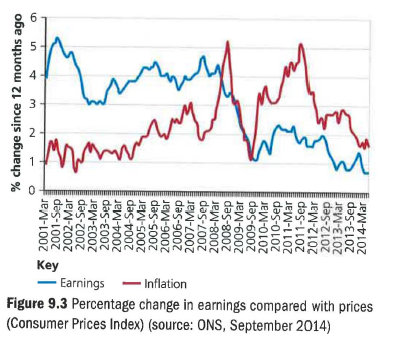 % change since 12 months ago
6
5
4
3
2
1
0
2001-Mar
2001-Sep
2002-Mar
2002-Sep
2003-Mar
2003-Sep
2004-Mar
2004-Sep
2005-Mar
2005-Sep
2006-Mar
2006-Sep
2007-Mar
2007-Sep
2008-Mar
2008-Sep
2009-Mar
2009-Sep
2010-Mar
2010-Sep
2011-Mar
2011-Sep
2012-Mar
2012-Sep
2013-Mar
2013-Sep
2014-Mar
Key
Earnings Inflation
Figure 9.3 Percentage change in earnings compared with prices
(Consumer Prices Index) (source: ONS, September 2014)